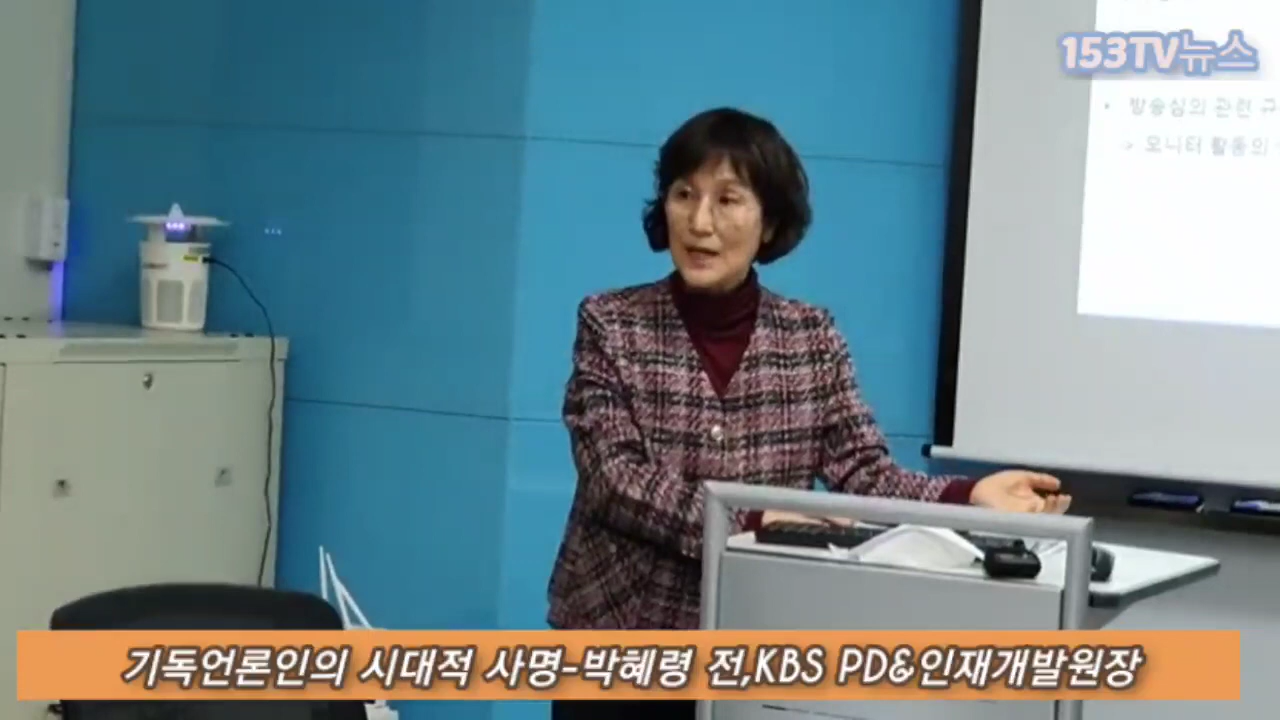 153TV뉴스
• 방송심의 관련 규
→ 모니터 활동의
기독언론인의 시대적 사명-박혜령 전,KBS PD&인재개발원장